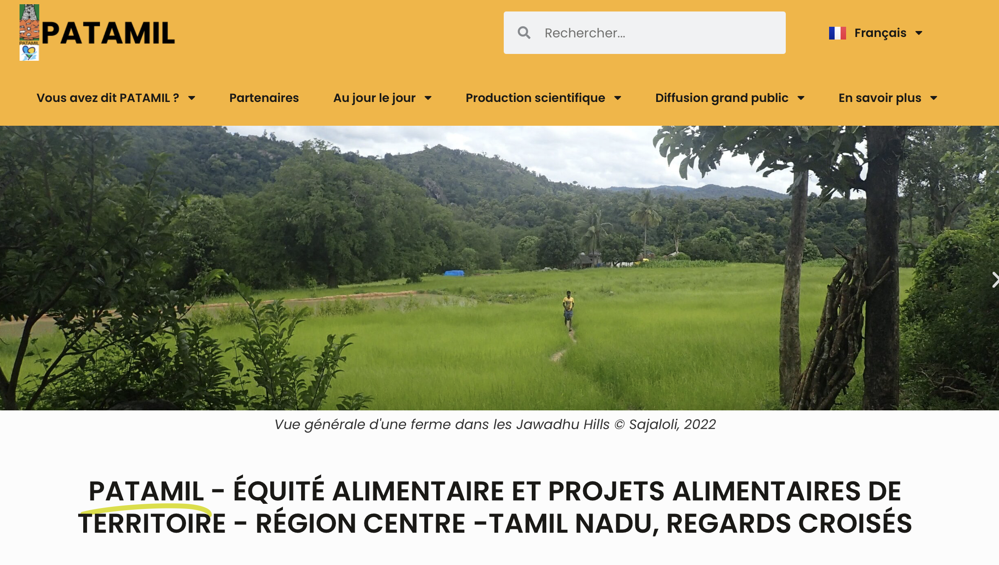 PATAMIL
PATAMIL
Rechercher...
Français
Vous avez dit PATAMIL ?
Partenaires
Au jour le jour
Production scientifique
Diffusion grand public
En savoir plus
Vue générale d'une ferme dans les Jawadhu Hills © Sajaloli, 2022
PATAMIL - ÉQUITÉ ALIMENTAIRE ET PROJETS ALIMENTAIRES DE
TERRITOIRE - RÉGION CENTRE -TAMIL NADU, REGARDS CROISÉS